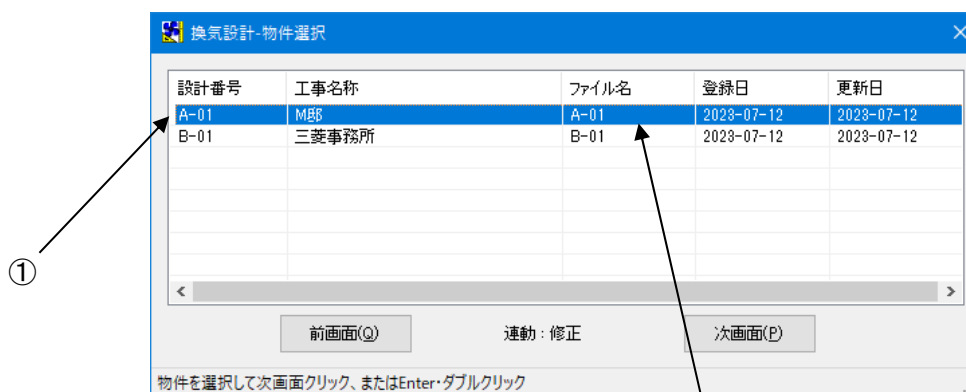 換気設計-物件選択
設計番号 工事名称 ファイル名 登録日 更新日
A-01 M邸 A-01 2023-07-12 2023-07-12
B-01 三菱事務所 B-01 2023-07-12 2023-07-12
①
前画面(Q) 連動：修正 次画面(P)
物件を選択して次画面クリック、またはEnter・ダブルクリック